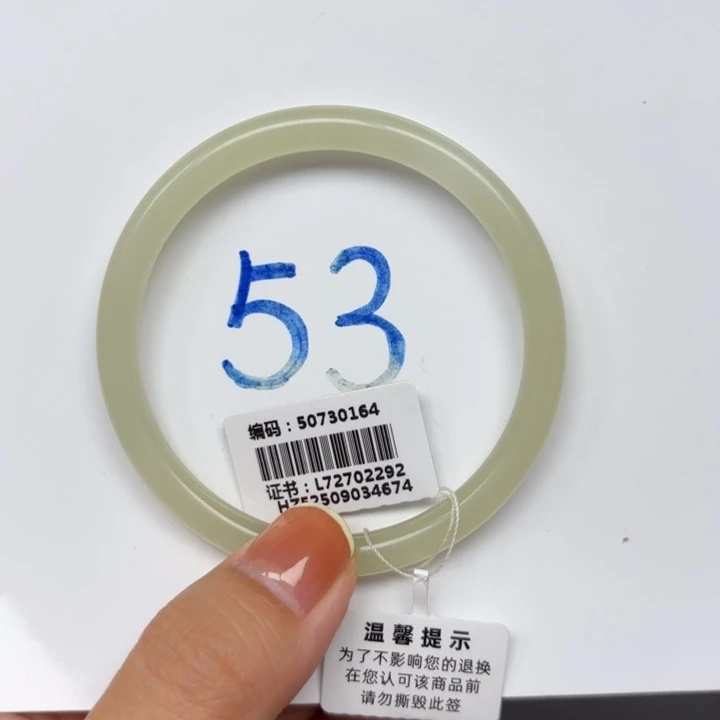 53
编码：50730164
证书：L72702292
HZS2509034674
温馨提示
为了不影响您的退换
在您认可该商品前
请勿撕毁此签